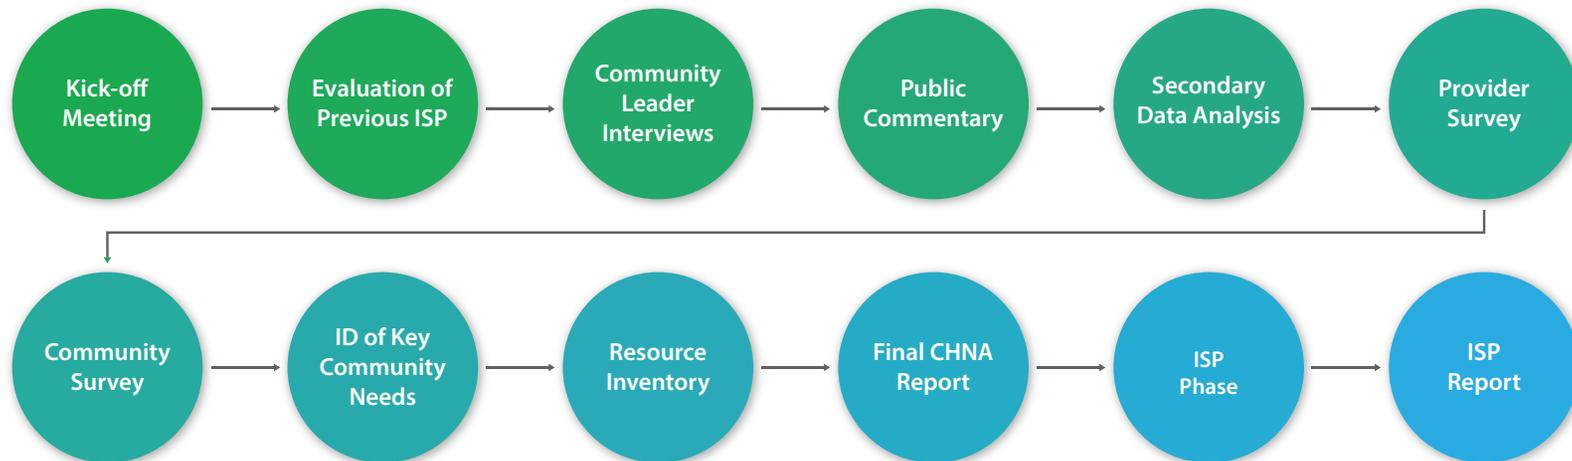 Kick-off
Meeting
Evaluation of
Previous ISP
Community
Leader
Interviews
Public
Commentary
Secondary
Data Analysis
Provider
Survey
Community
Survey
ID of Key
Community
Needs
Resource
Inventory
Final CHNA
Report
ISP
Phase
ISP
Report